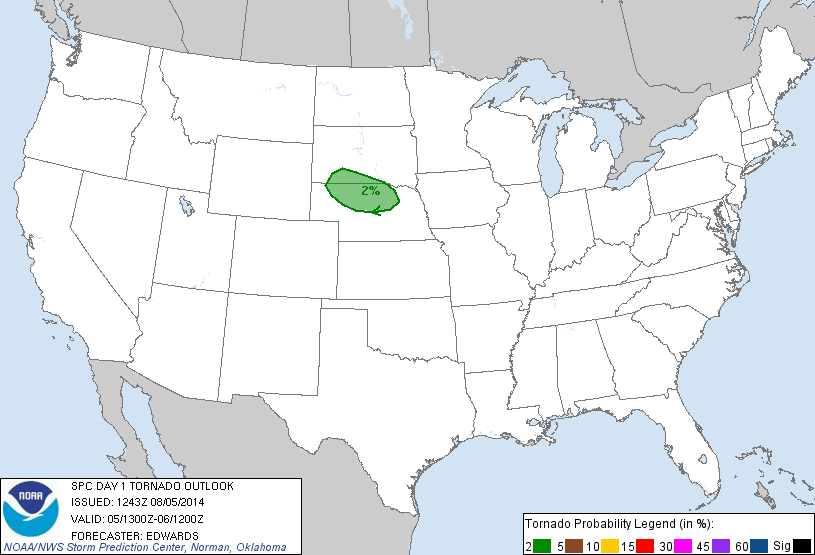 2%
SPC DAY 1 TORNADO OUTLOOK
ISSUED: 1243Z 08/05/2014
VALID: 05/1300Z-06/1200Z
FORECASTER: EDWARDS
NOAA/NWS Storm Prediction Center, Norman, Oklahoma
NOAA
Tornado Probability Legend (in %):
2 5 10 15 30 45 60 Sig